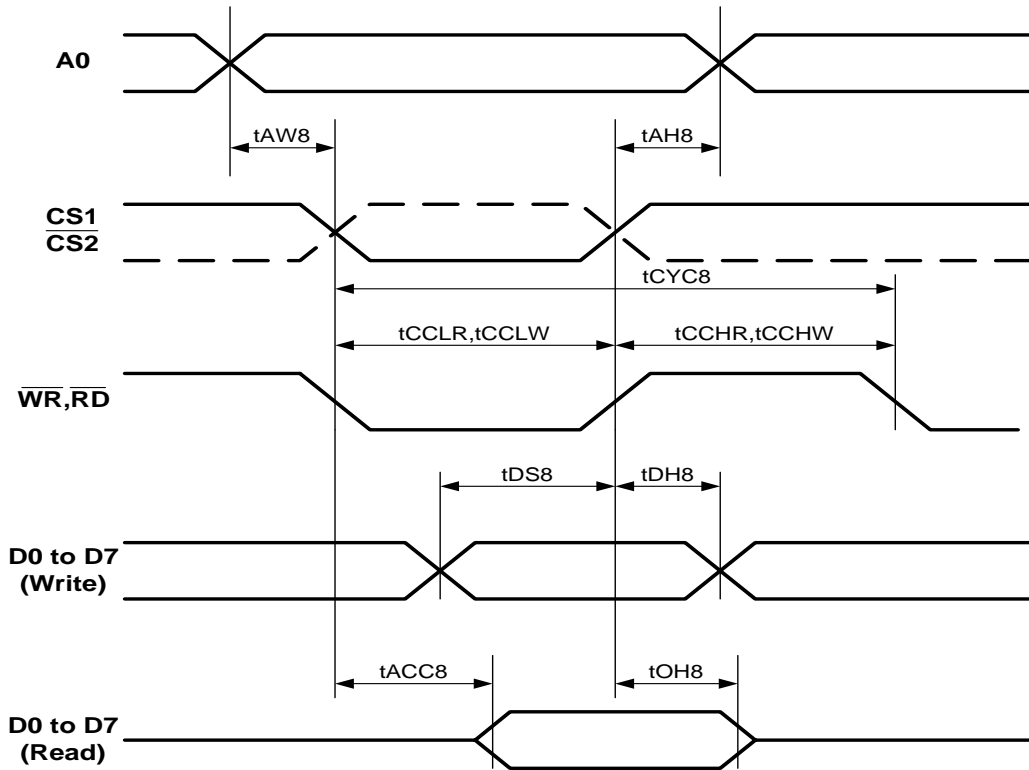 A0
tAW8
tAH8
CS1
CS2
tCYC8
tCCLR,tCCLW
tCCHR,tCCHW
WR,RD
tDS8
tDH8
D0 to D7
(Write)
tACC8
tOH8
D0 to D7
(Read)